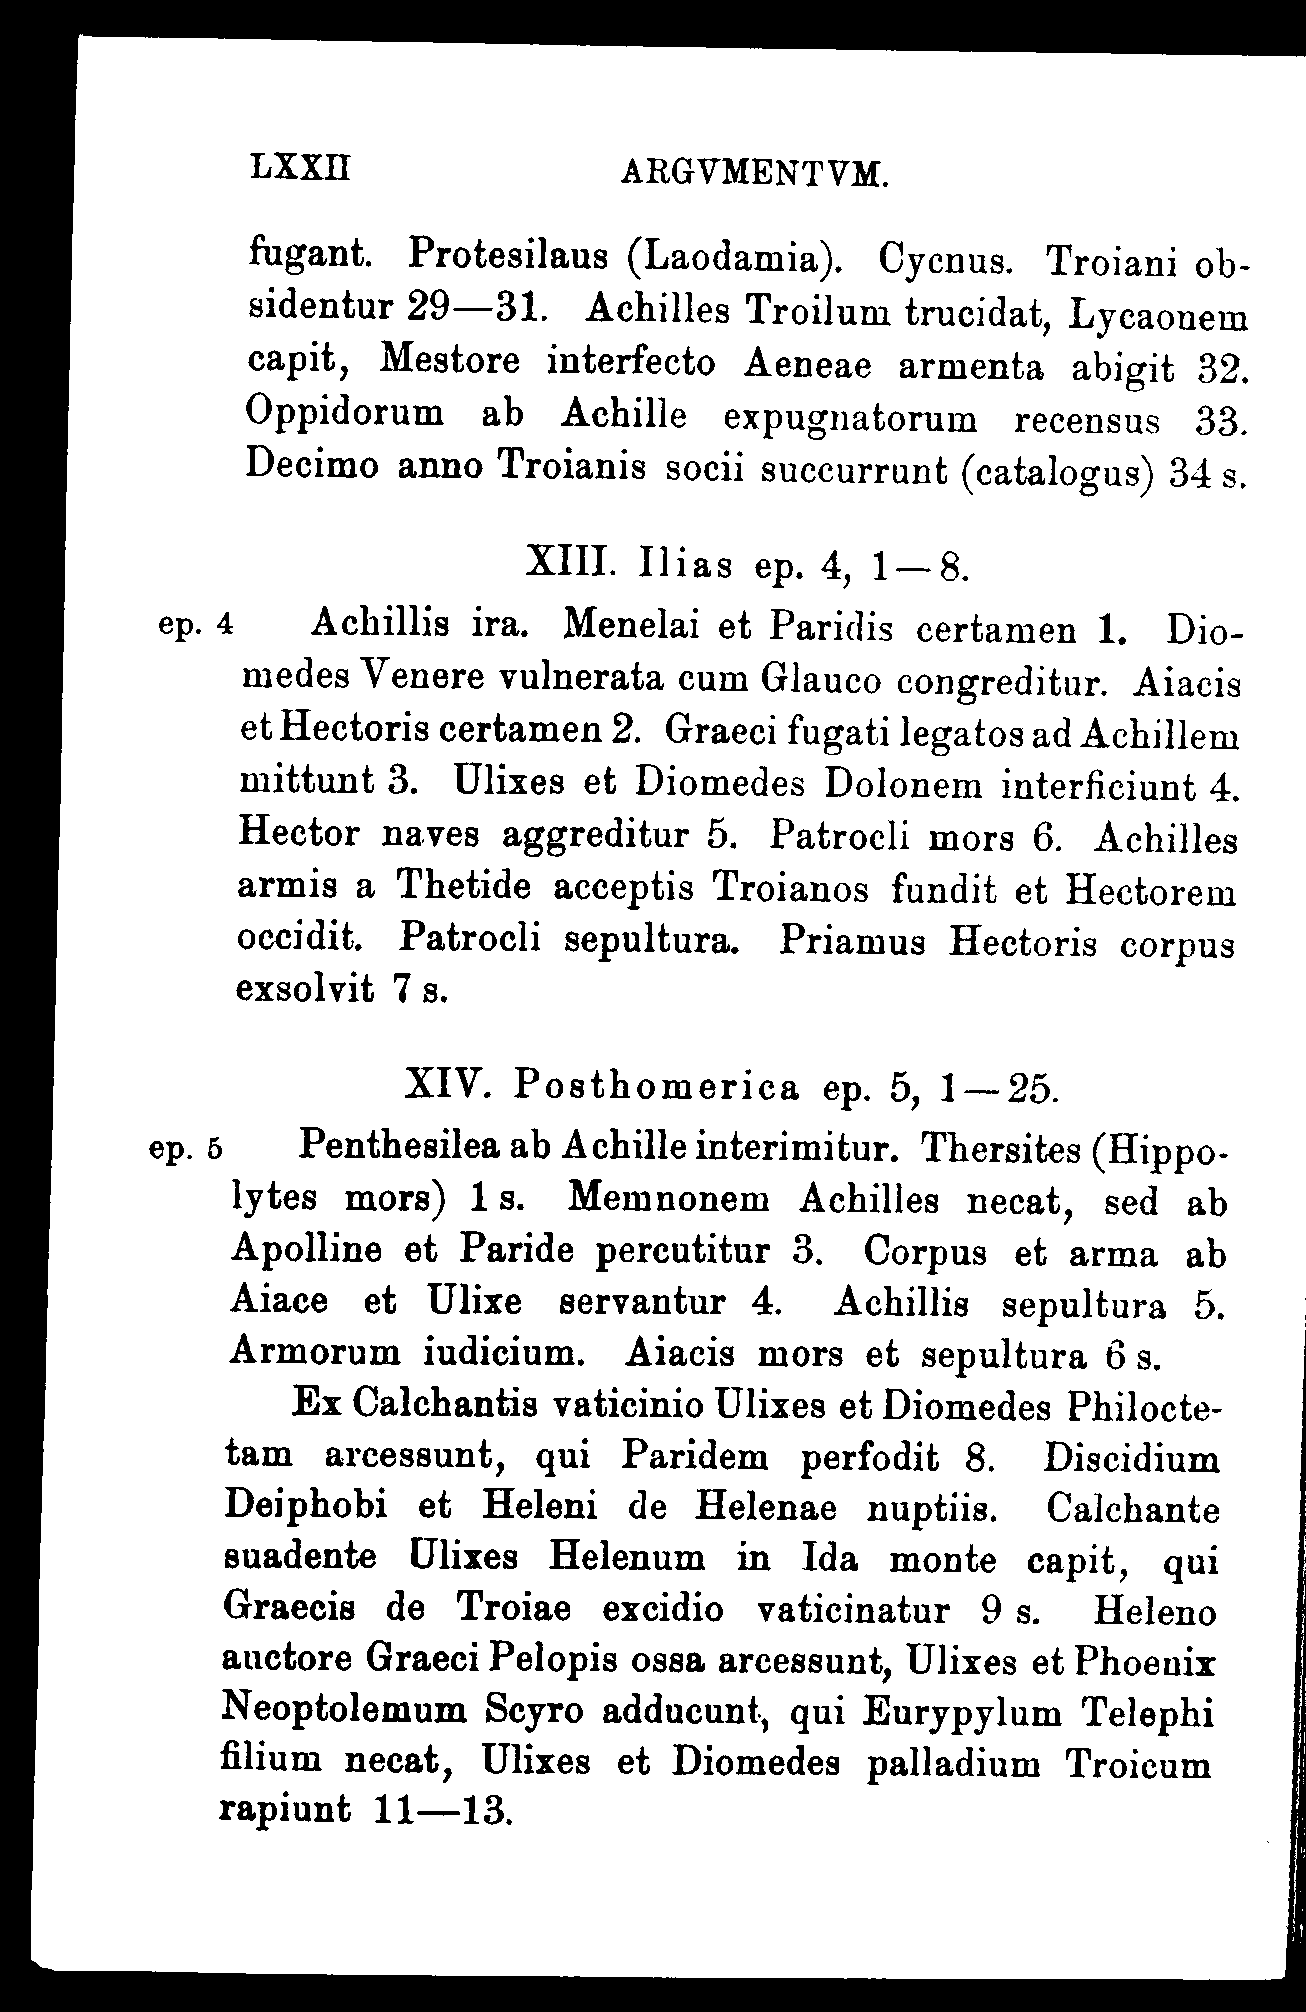 LXXII ARGVMENTVM.
fugant. Protesilaus (Laodamia). Cycnus. Troiani ob-
sidentur 29—31. Achilles Troilum trucidat, Lycaonem
capit, Mestore interfecto Aeneae armenta abigit 32.
Oppidorum ab Achille expugnatorum recensus 33.
Decimo anno Troianis socii succurrunt (catalogus) 34 s.
XIII. Ilias ep. 4, 1—8.
ep. 4 Achillis ira. Menelai et Paridis certamen 1. Dio-
medes Venere vulnerata cum Glauco congreditur. Aiacis
et Hectoris certamen 2. Graeci fugati legatos ad Achillem
mittunt 3. Ulixes et Diomedes Dolonem interficiunt 4.
Hector naves aggreditur 5. Patrocli mors 6. Achilles
armis a Thetide acceptis Troianos fundit et Hectorem
occidit. Patrocli sepultura. Priamus Hectoris corpus
exsolvit 7 s.
XIV. Posthomerica ep. 5, 1—25.
ep. 5 Penthesilea ab Achille interimitur. Thersites (Hippo-
lytes mors) 1 s. Memnonem Achilles necat, sed ab
Apolline et Paride percutitur 3. Corpus et arma ab
Aiace et Ulixe servantur 4. Achillis sepultura 5.
Armorum iudicium. Aiacis mors et sepultura 6 s.
Ex Calchantis vaticinio Ulixes et Diomedes Philocte-
tam arcessunt, qui Paridem perfodit 8. Discidium
Deiphobi et Heleni de Helenae nuptiis. Calchante
suadente Ulixes Helenum in Ida monte capit, qui
Graecis de Troiae excidio vaticinatur 9 s. Heleno
auctore Graeci Pelopis ossa arcessunt, Ulixes et Phoenix
Neoptolemum Scyro adducunt, qui Eurypylum Telephi
filium necat, Ulixes et Diomedes palladium Troicum
rapiunt 11—13.